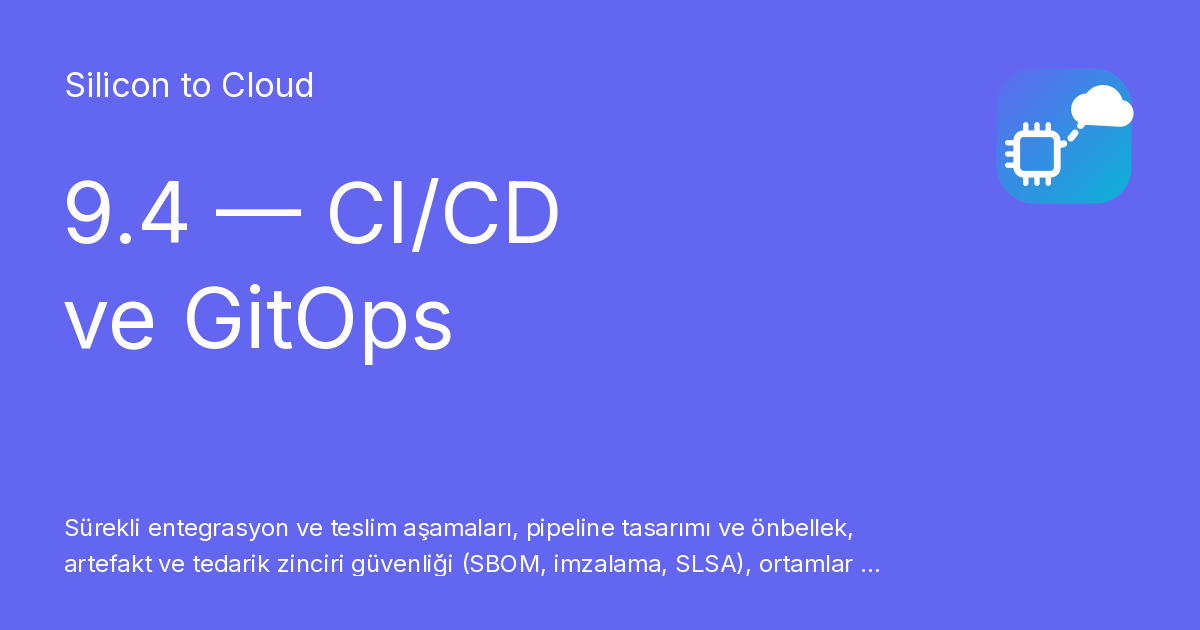 Silicon to Cloud
9.4 — CI/CD
ve GitOps
Sürekli entegrasyon ve teslim aşamaları, pipeline tasarımı ve önbellek,
artefakt ve tedarik zinciri güvenliği (SBOM, imzalama, SLSA), ortamlar ...